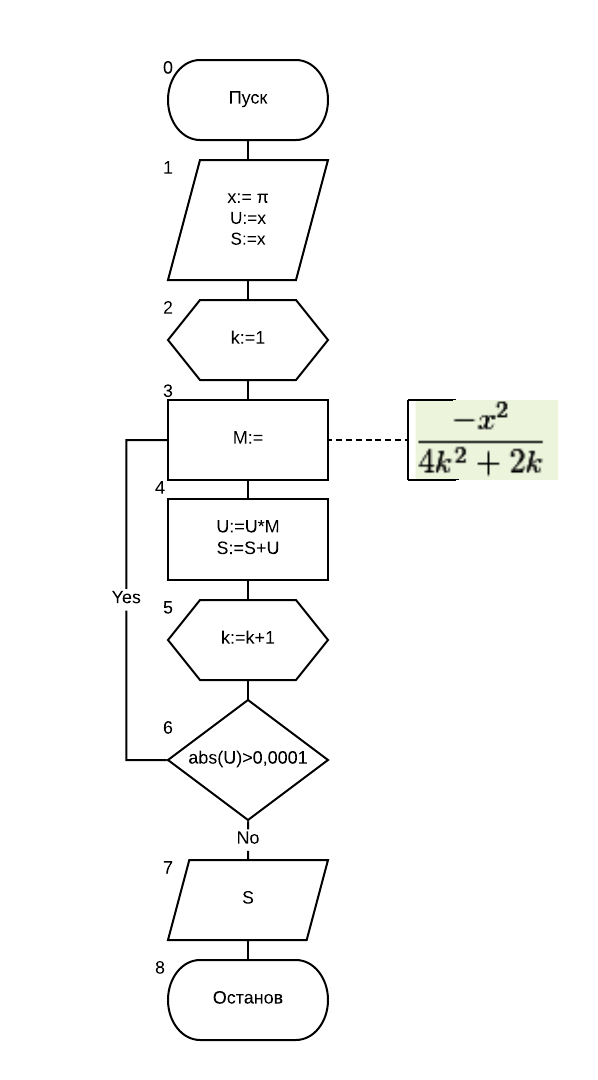 0
Пуск
1
x:= π
U:=x
S:=x
2
k:=1
3
M:=
−x²
4k² + 2k
4
U:=U*M
S:=S+U
Yes
5
k:=k+1
6
abs(U)>0,0001
No
7
S
8
Останов